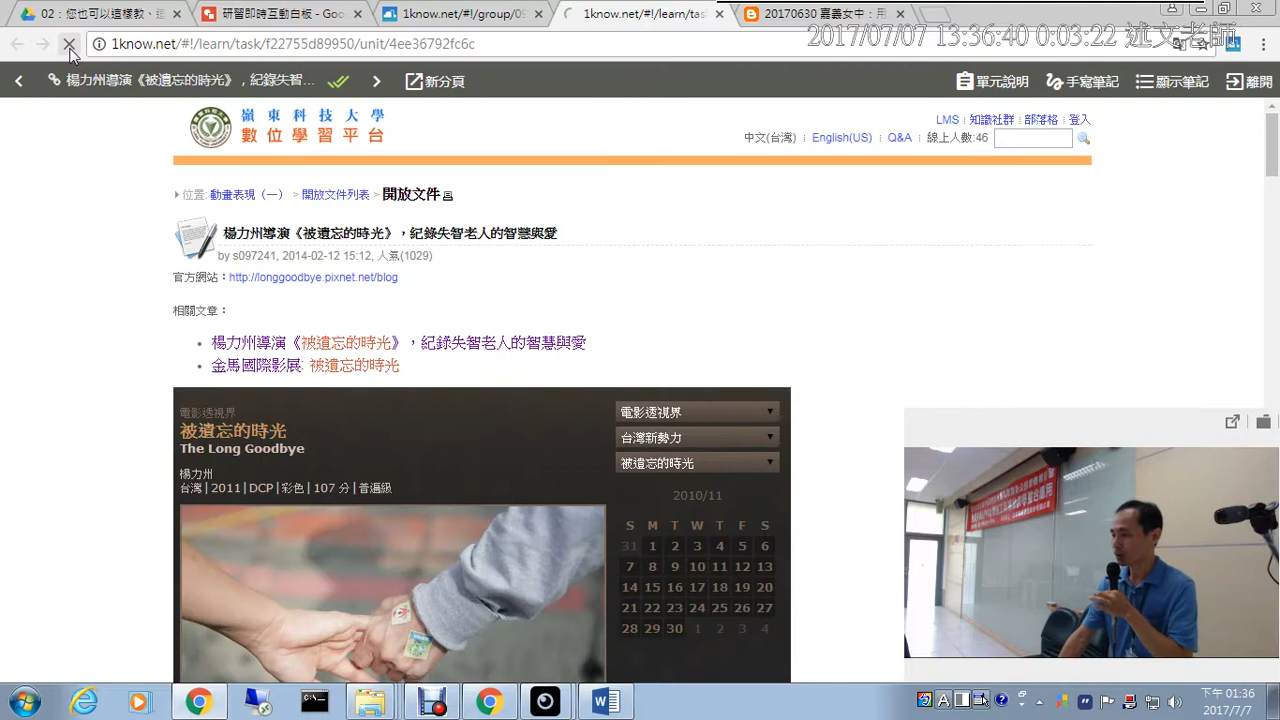 02：您也可以這樣教、這
研習即時互動白板 - Goo
1know.net/#!/group/09
1know.net/#!/learn/tas
20170630 嘉義女中：用
1know.net/#!/learn/task/f22755d89950/unit/4ee36792fc6c
2017/07/07 13:36:40 0:03:22 述文老師
楊力州導演《被遺忘的時光》，紀錄失智...
新分頁
單元說明
手寫筆記
顯示筆記
離開
嶺東科技大學
數位學習平台
LMS | 知識社群 | 部落格 | 登入
中文(台灣) | English(US) | Q&A | 線上人數:46
位置: 動畫表現（一） > 開放文件列表 > 開放文件
楊力州導演《被遺忘的時光》，紀錄失智老人的智慧與愛
by s097241, 2014-02-12 15:12, 人氣(1029)
官方網站：http://longgoodbye.pixnet.net/blog
相關文章：
楊力州導演《被遺忘的時光》，紀錄失智老人的智慧與愛
金馬國際影展: 被遺忘的時光
電影透視界
被遺忘的時光
The Long Goodbye
楊力州
台灣 | 2011 | DCP | 彩色 | 107 分 | 普遍級
電影透視界
台灣新勢力
被遺忘的時光
2010/11
S M T W T F S
31 1 2 3 4 5 6
7 8 9 10 11 12 13
14 15 16 17 18 19 20
21 22 23 24 25 26 27
28 29 30 1 2 3 4
下午 01:36
2017/7/7